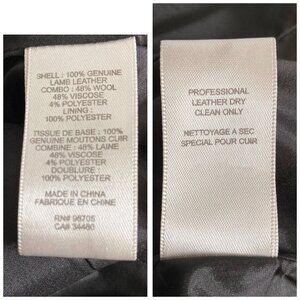 SHELL : 100% GENUINE
LAMB LEATHER
COMBO : 48% WOOL
48% VISCOSE
4% POLYESTER
LINING :
100% POLYESTER
TISSUE DE BASE : 100%
GENUINE MOUTONS CUIR
COMBINE : 48% LAINE
48% VISCOSE
4% POLYESTER
DOUBLURE :
100% POLYESTER
MADE IN CHINA
FABRIQUE EN CHINE
RN# 96705
CA# 34480
PROFESSIONAL
LEATHER DRY
CLEAN ONLY
NETTOYAGE A SEC
SPECIAL POUR CUIR